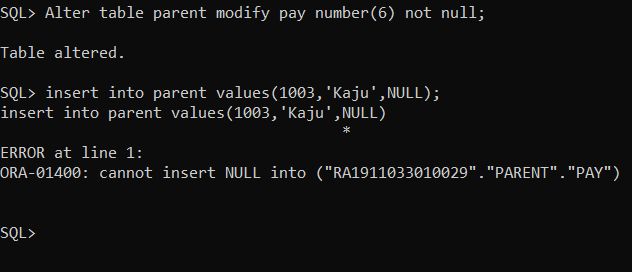 SQL> Alter table parent modify pay number(6) not null;
Table altered.
SQL> insert into parent values(1003,'Kaju',NULL);
insert into parent values(1003,'Kaju',NULL)
*
ERROR at line 1:
ORA-01400: cannot insert NULL into ("RA1911033010029"."PARENT"."PAY")
SQL>